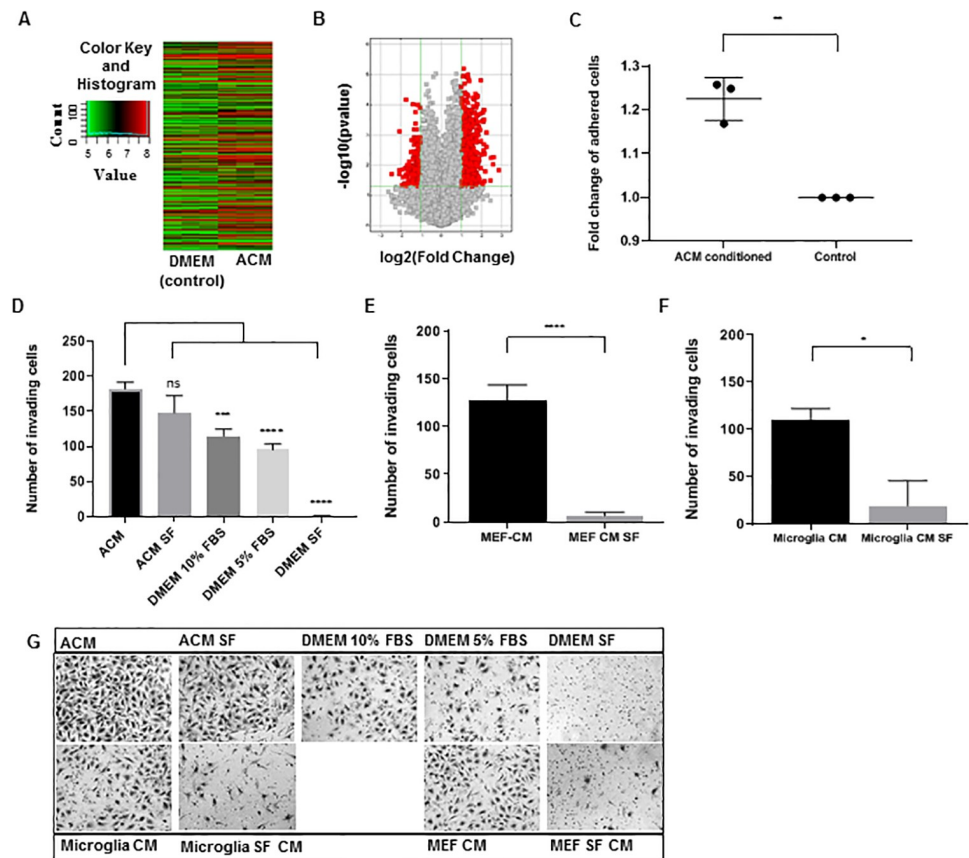 A
Color Key
and
Histogram
Count
0 100
5 6 7 8
Value
DMEM
(control)
ACM
B
-log10(pvalue)
log2(Fold Change)
C
**
Fold change of adhered cells
1.3
1.2
1.1
1.0
0.9
ACM conditioned
Control
D
Number of invading cells
250
200
150
100
50
0
ns
***
****
****
ACM
ACM SF
DMEM 10% FBS
DMEM 5% FBS
DMEM SF
E
Number of invading cells
200
150
100
50
0
****
MEF-CM
MEF CM SF
F
Number of invading cells
200
150
100
50
0
*
Microglia CM
Microglia CM SF
G
ACM
ACM SF
DMEM 10% FBS
DMEM 5% FBS
DMEM SF
Microglia CM
Microglia SF CM
MEF CM
MEF SF CM